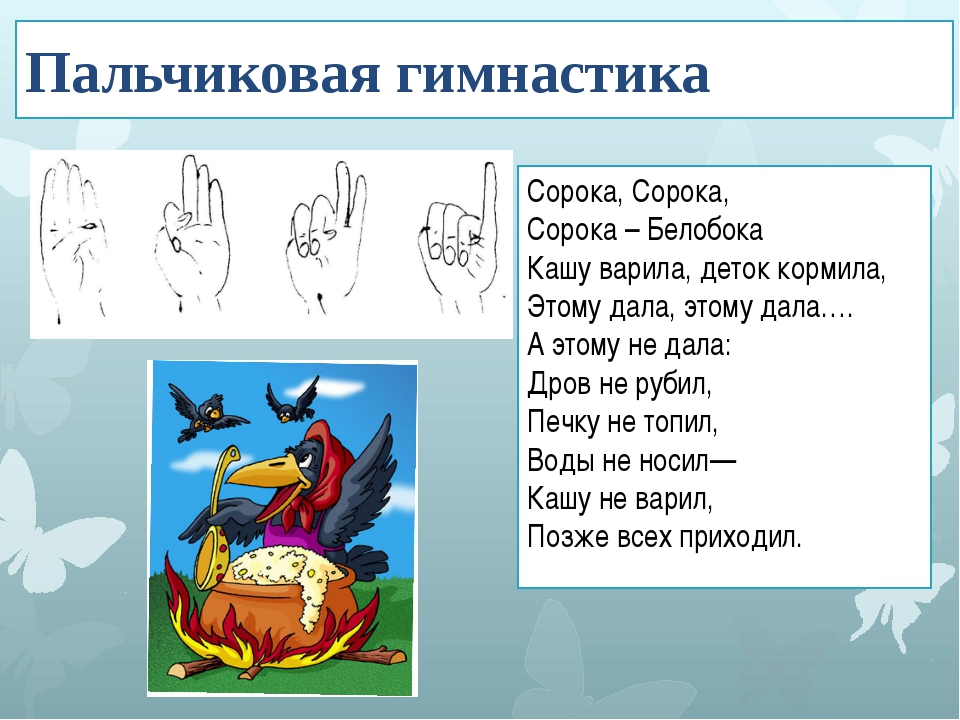 Пальчиковая гимнастика
Сорока, Сорока,
Сорока – Белобока
Кашу варила, деток кормила,
Этому дала, этому дала….
А этому не дала:
Дров не рубил,
Печку не топил,
Воды не носил—
Кашу не варил,
Позже всех приходил.